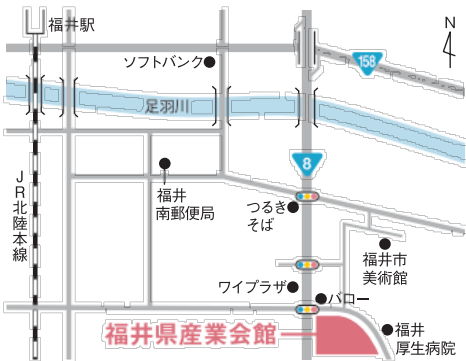 福井駅
N
ソフトバンク
158
足羽川
8
福井
南郵便局
つるき
そば
JR北陸本線
福井市
美術館
ワイプラザ
バロー
福井県産業会館
福井
厚生病院